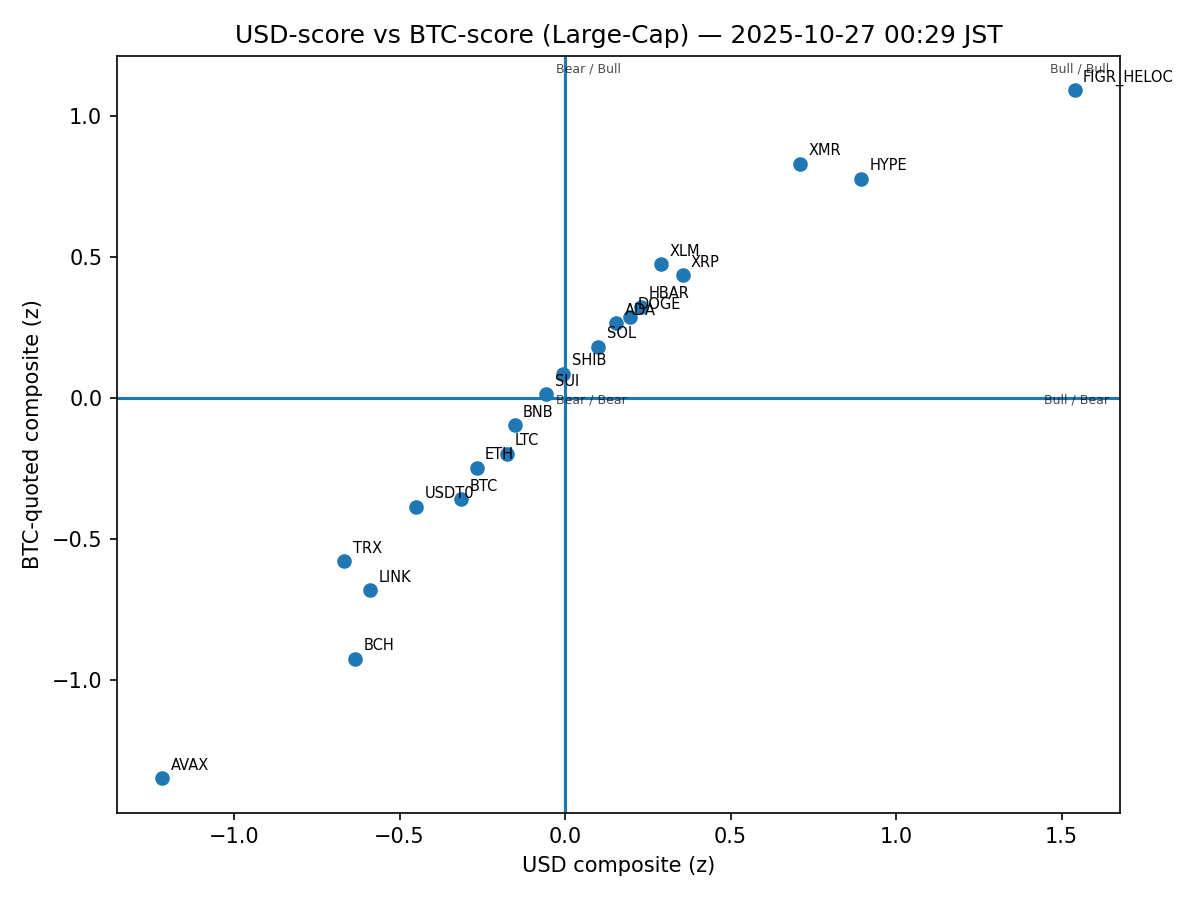 USD-score vs BTC-score (Large-Cap) — 2025-10-27 00:29 JST
Bear / Bull
Bull / Bull
FIGR_HELOC
1.0
XMR
HYPE
XLM
0.5
XRP
HBAR
DOGE
ADA
SOL
SHIB
SUI
0.0
Bear / Bear
Bull / Bear
BNB
LTC
ETH
BTC
USDT0
−0.5
TRX
LINK
BCH
−1.0
AVAX
BTC-quoted composite (z)
−1.0
−0.5
0.0
0.5
1.0
1.5
USD composite (z)